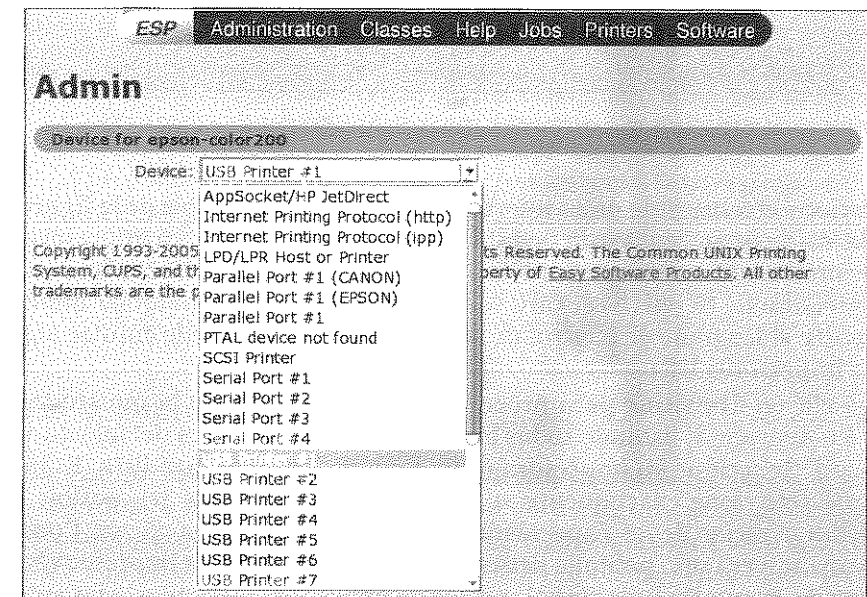 ESP Administration Classes Help Jobs Printers Software
Admin
Device for epson-color200
Device: USB Printer #1
AppSocket/HP JetDirect
Internet Printing Protocol (http)
Internet Printing Protocol (ipp)
LPD/LPR Host or Printer
Parallel Port #1 (CANON)
Parallel Port #1 (EPSON)
Parallel Port #1
PTAL device not found
SCSI Printer
Serial Port #1
Serial Port #2
Serial Port #3
Serial Port #4
USB Printer #2
USB Printer #3
USB Printer #4
USB Printer #5
USB Printer #6
USB Printer #7
Copyright 1993-2005 ts Reserved. The Common UNIX Printing
System, CUPS, and th perty of Easy Software Products. All other
trademarks are the p